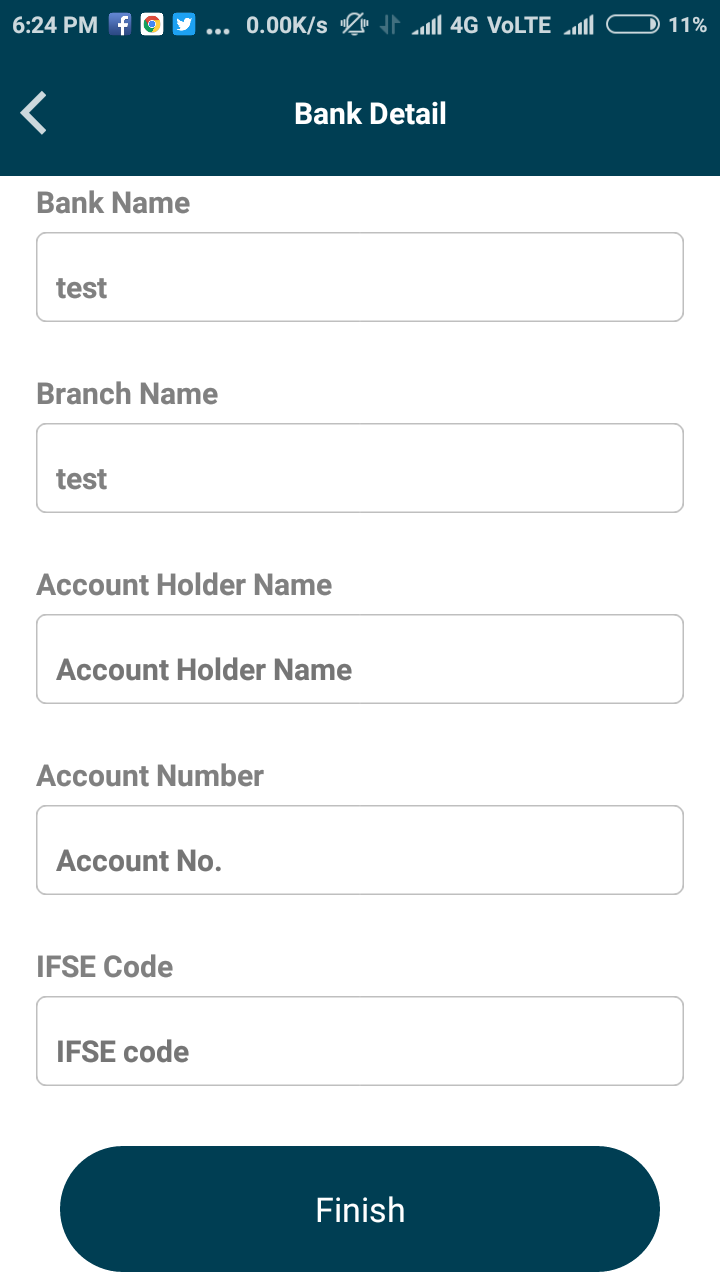 6:24 PM ... 0.00K/s 4G VoLTE 11%
Bank Detail
Bank Name
test
Branch Name
test
Account Holder Name
Account Holder Name
Account Number
Account No.
IFSE Code
IFSE code
Finish